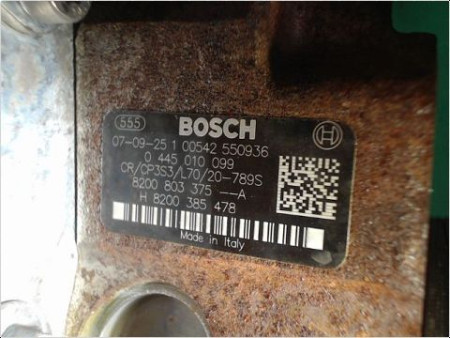 555 BOSCH
07-09-25 1 00542 550936
0 445 010 099
CR/CP3S3/L70/20-789S
8200 803 375 --A
H 8200 385 478
Made in Italy